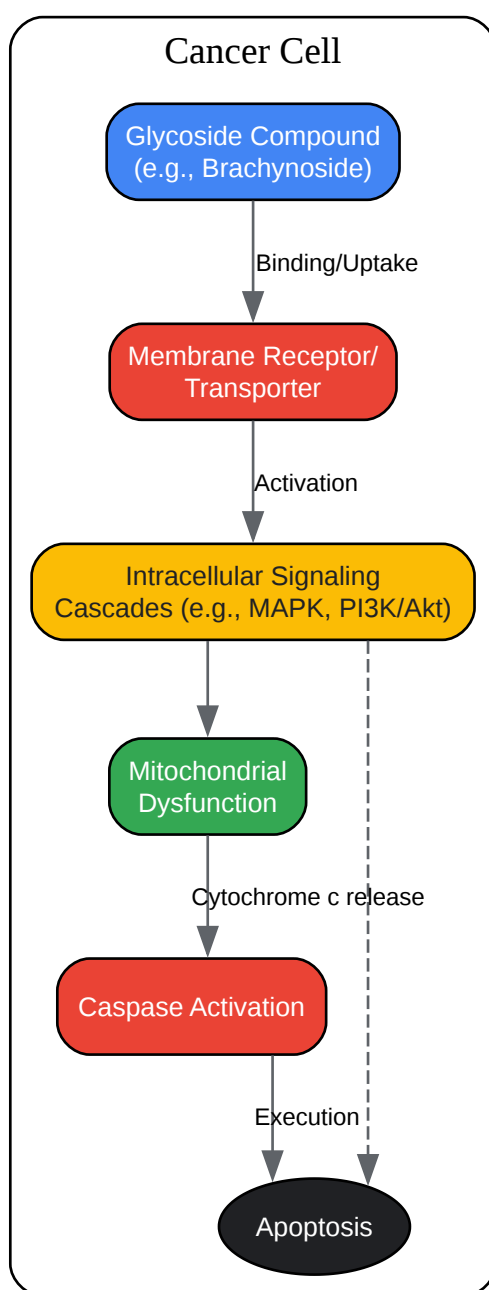 Cancer Cell
Glycoside Compound
(e.g., Brachynoside)
Binding/Uptake
Membrane Receptor/
Transporter
Activation
Intracellular Signaling
Cascades (e.g., MAPK, PI3K/Akt)
Mitochondrial
Dysfunction
Cytochrome c release
Caspase Activation
Execution
Apoptosis